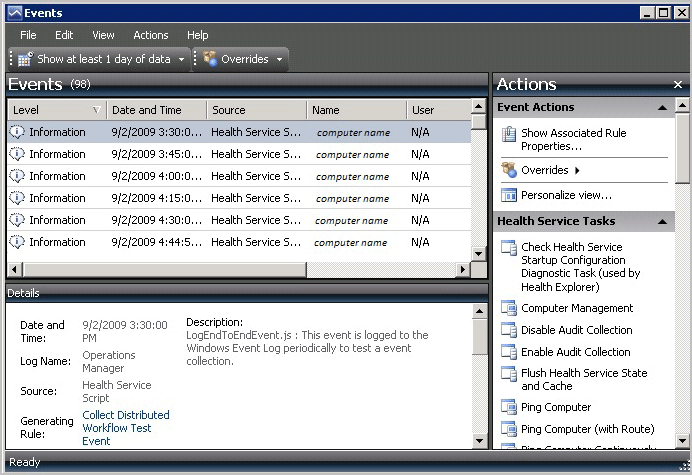 Events
File Edit View Actions Help
Show at least 1 day of data Overrides
Events (98)
Level Date and Time Source Name User
Information 9/2/2009 3:30:0... Health Service S... computer name N/A
Information 9/2/2009 3:45:0... Health Service S... computer name N/A
Information 9/2/2009 4:00:0... Health Service S... computer name N/A
Information 9/2/2009 4:15:0... Health Service S... computer name N/A
Information 9/2/2009 4:30:0... Health Service S... computer name N/A
Information 9/2/2009 4:44:5... Health Service S... computer name N/A
Details
Date and Time: 9/2/2009 3:30:00 PM
Log Name: Operations Manager
Source: Health Service Script
Generating Rule: Collect Distributed Workflow Test Event
Description:
LogEndToEndEvent.js : This event is logged to the
Windows Event Log periodically to test a event
collection.
Actions
Event Actions
Show Associated Rule
Properties...
Overrides
Personalize view...
Health Service Tasks
Check Health Service
Startup Configuration
Diagnostic Task (used by
Health Explorer)
Computer Management
Disable Audit Collection
Enable Audit Collection
Flush Health Service State
and Cache
Ping Computer
Ping Computer (with Route)
Ping Computer Continuously
Ready